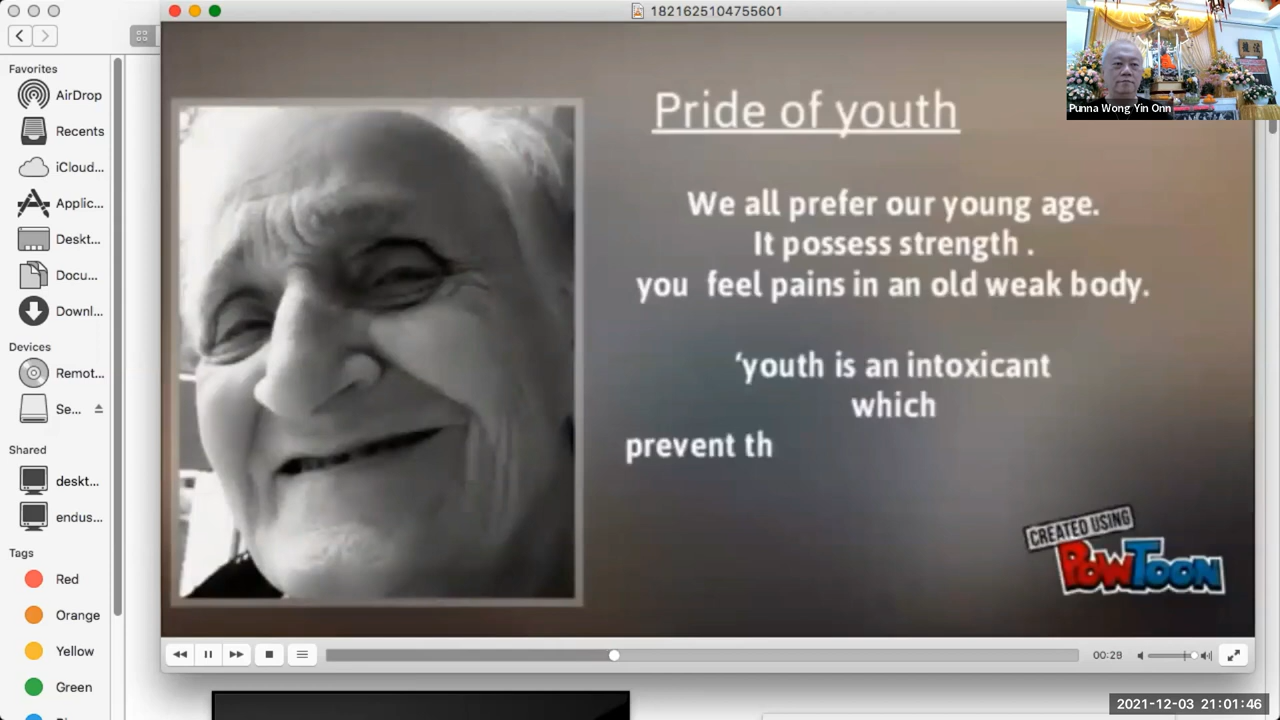 1821625104755601
Punna Wong Yin Onn
Favorites
AirDrop
Recents
iCloud...
Applic...
Deskt...
Docu...
Downl...
Devices
Remot...
Se...
Shared
deskt...
endus...
Tags
Red
Orange
Yellow
Green
Pride of youth
We all prefer our young age.
It possess strength .
you feel pains in an old weak body.
‘youth is an intoxicant
which
prevent th
CREATED USING
POWTOON
00:29
2021-12-03 21:01:46